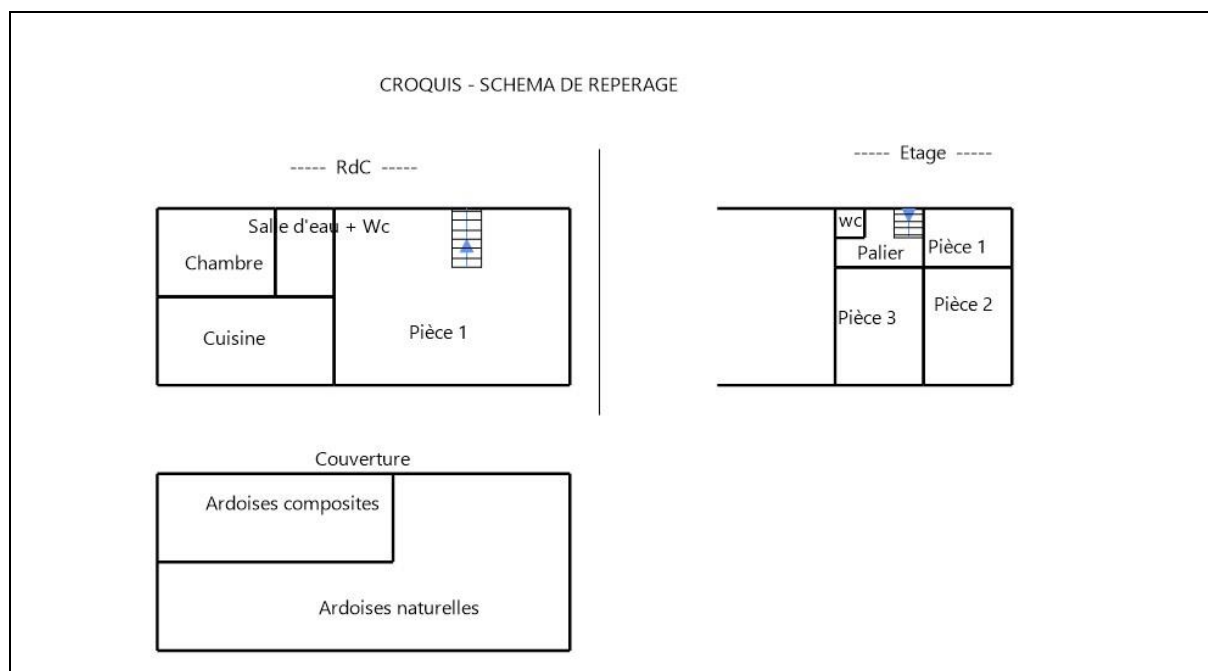 CROQUIS - SCHEMA DE REPERAGE
----- RdC -----
Salle d'eau + Wc
Chambre
Cuisine
Pièce 1
----- Etage -----
wc
Palier
Pièce 1
Pièce 3
Pièce 2
Couverture
Ardoises composites
Ardoises naturelles